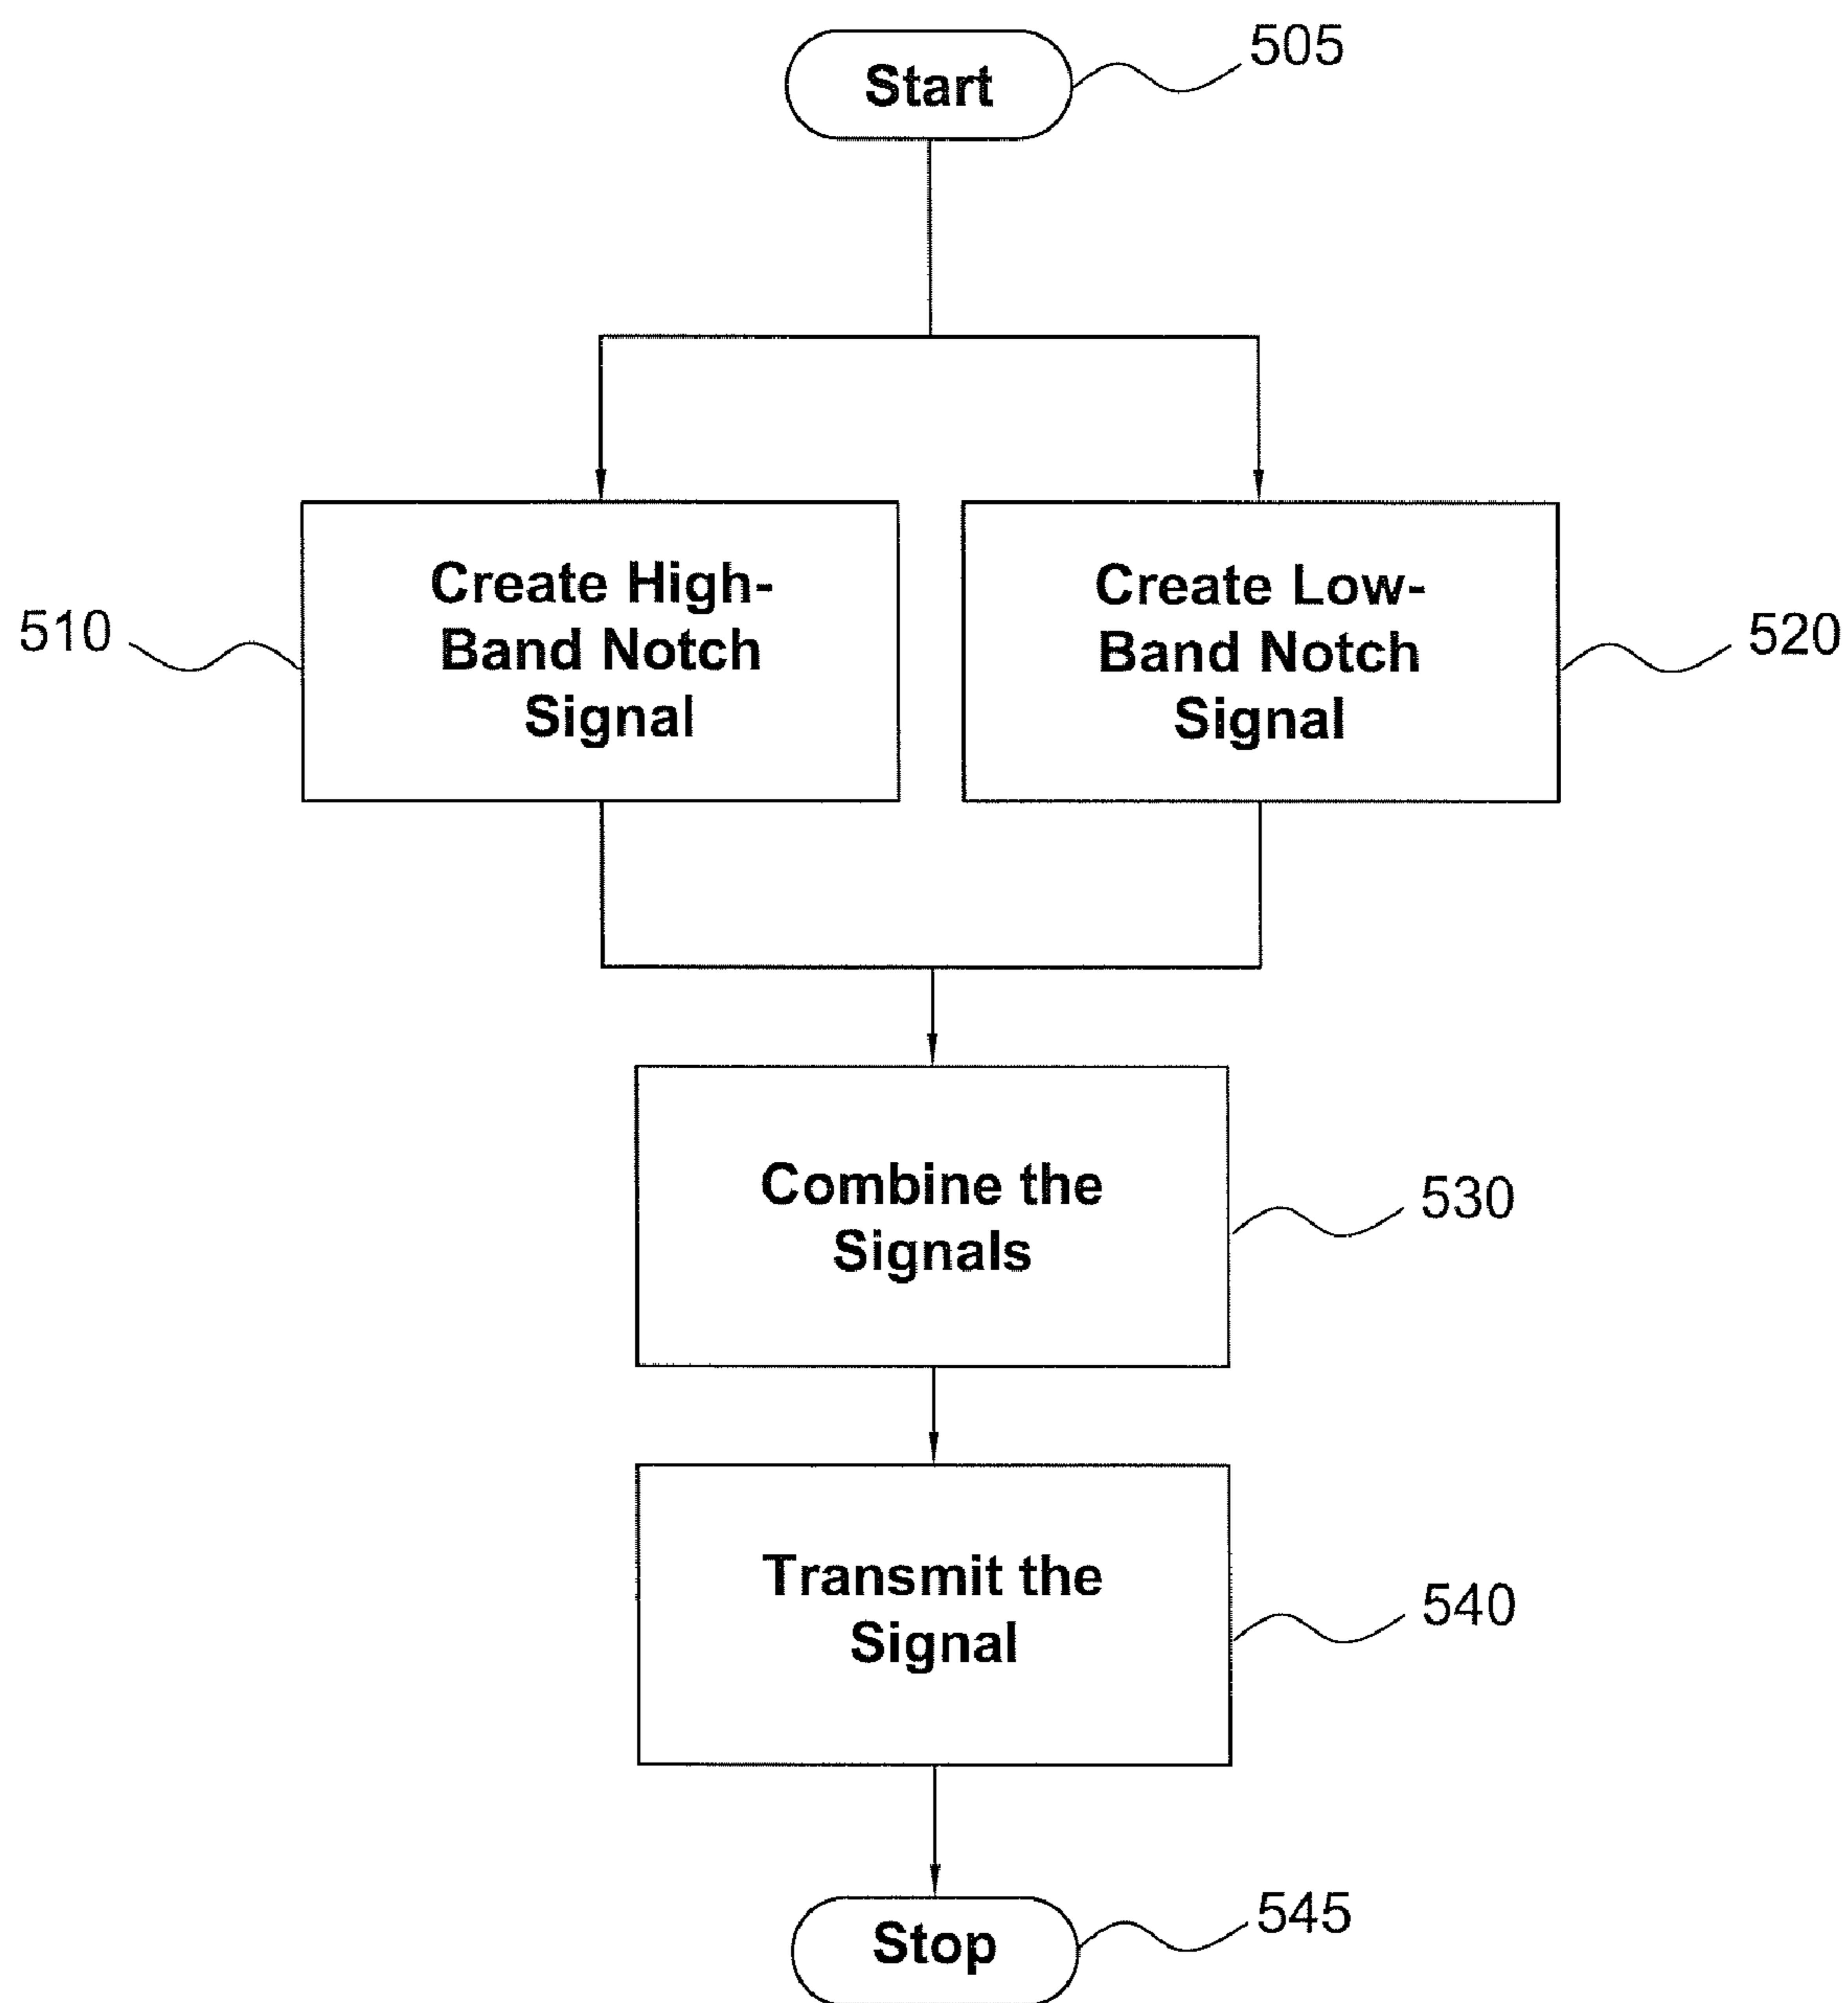 Start
505
Create High-
Band Notch
Signal
510
Create Low-
Band Notch
Signal
520
Combine the
Signals
530
Transmit the
Signal
540
Stop
545